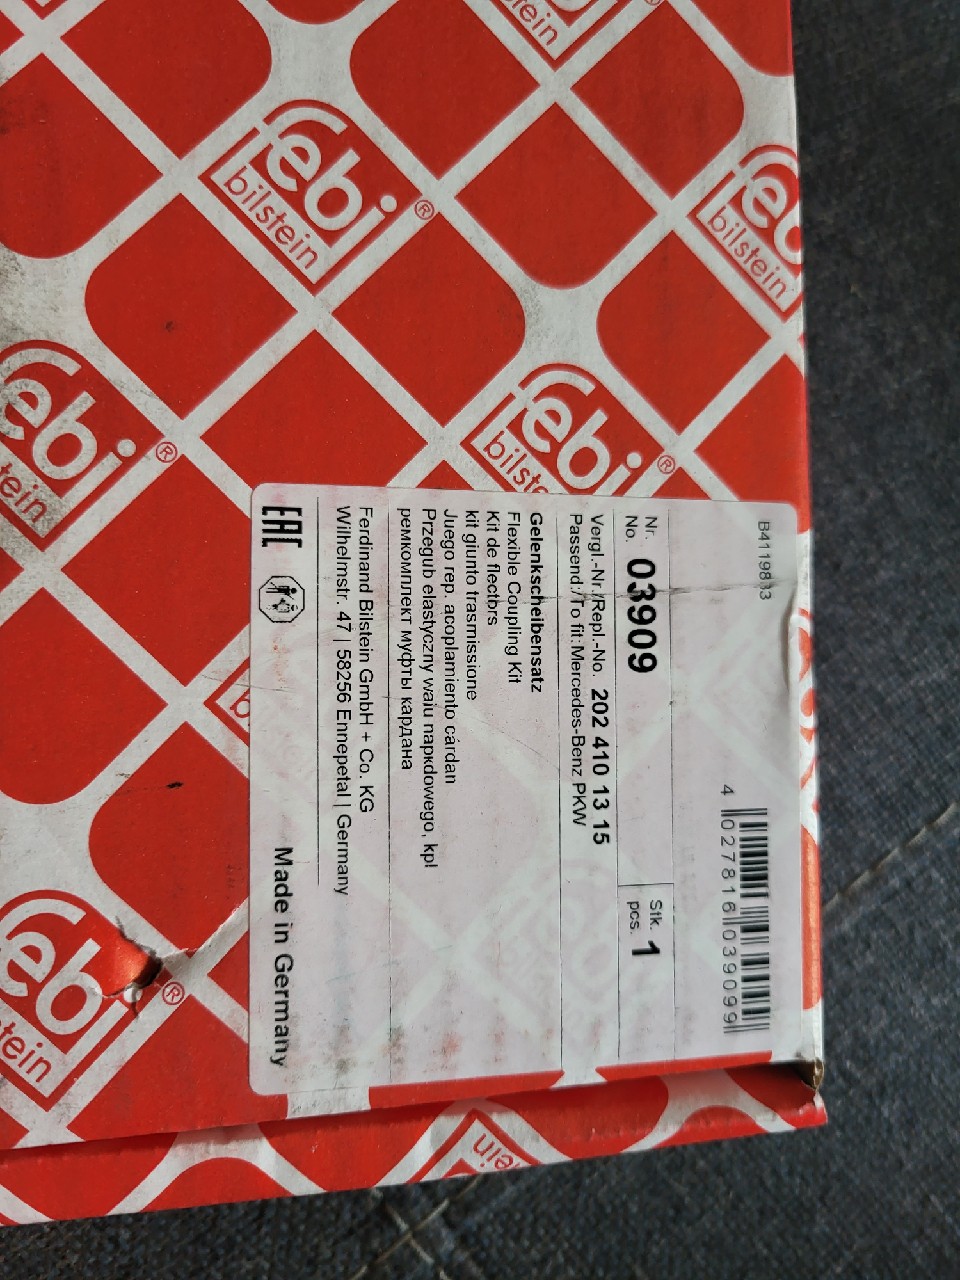 febi
bilstein
®
B4119833
4 027816 039099
Nr.
No. 03909
Stk.
pcs. 1
Vergl.-Nr./Repl.-No. 202 410 13 15
Passend:/To fit:Mercedes-Benz PKW
Gelenkscheibensatz
Flexible Coupling Kit
Kit de flectors
kit giunto trasmissione
Juego rep. acoplamiento cárdan
Przegub elastyczny wału парkdowego, kpl
ремкомплект муфты кардана
Ferdinand Bilstein GmbH + Co. KG
Wilhelmstr. 47 | 58256 Ennepetal | Germany
EAC
Made in Germany